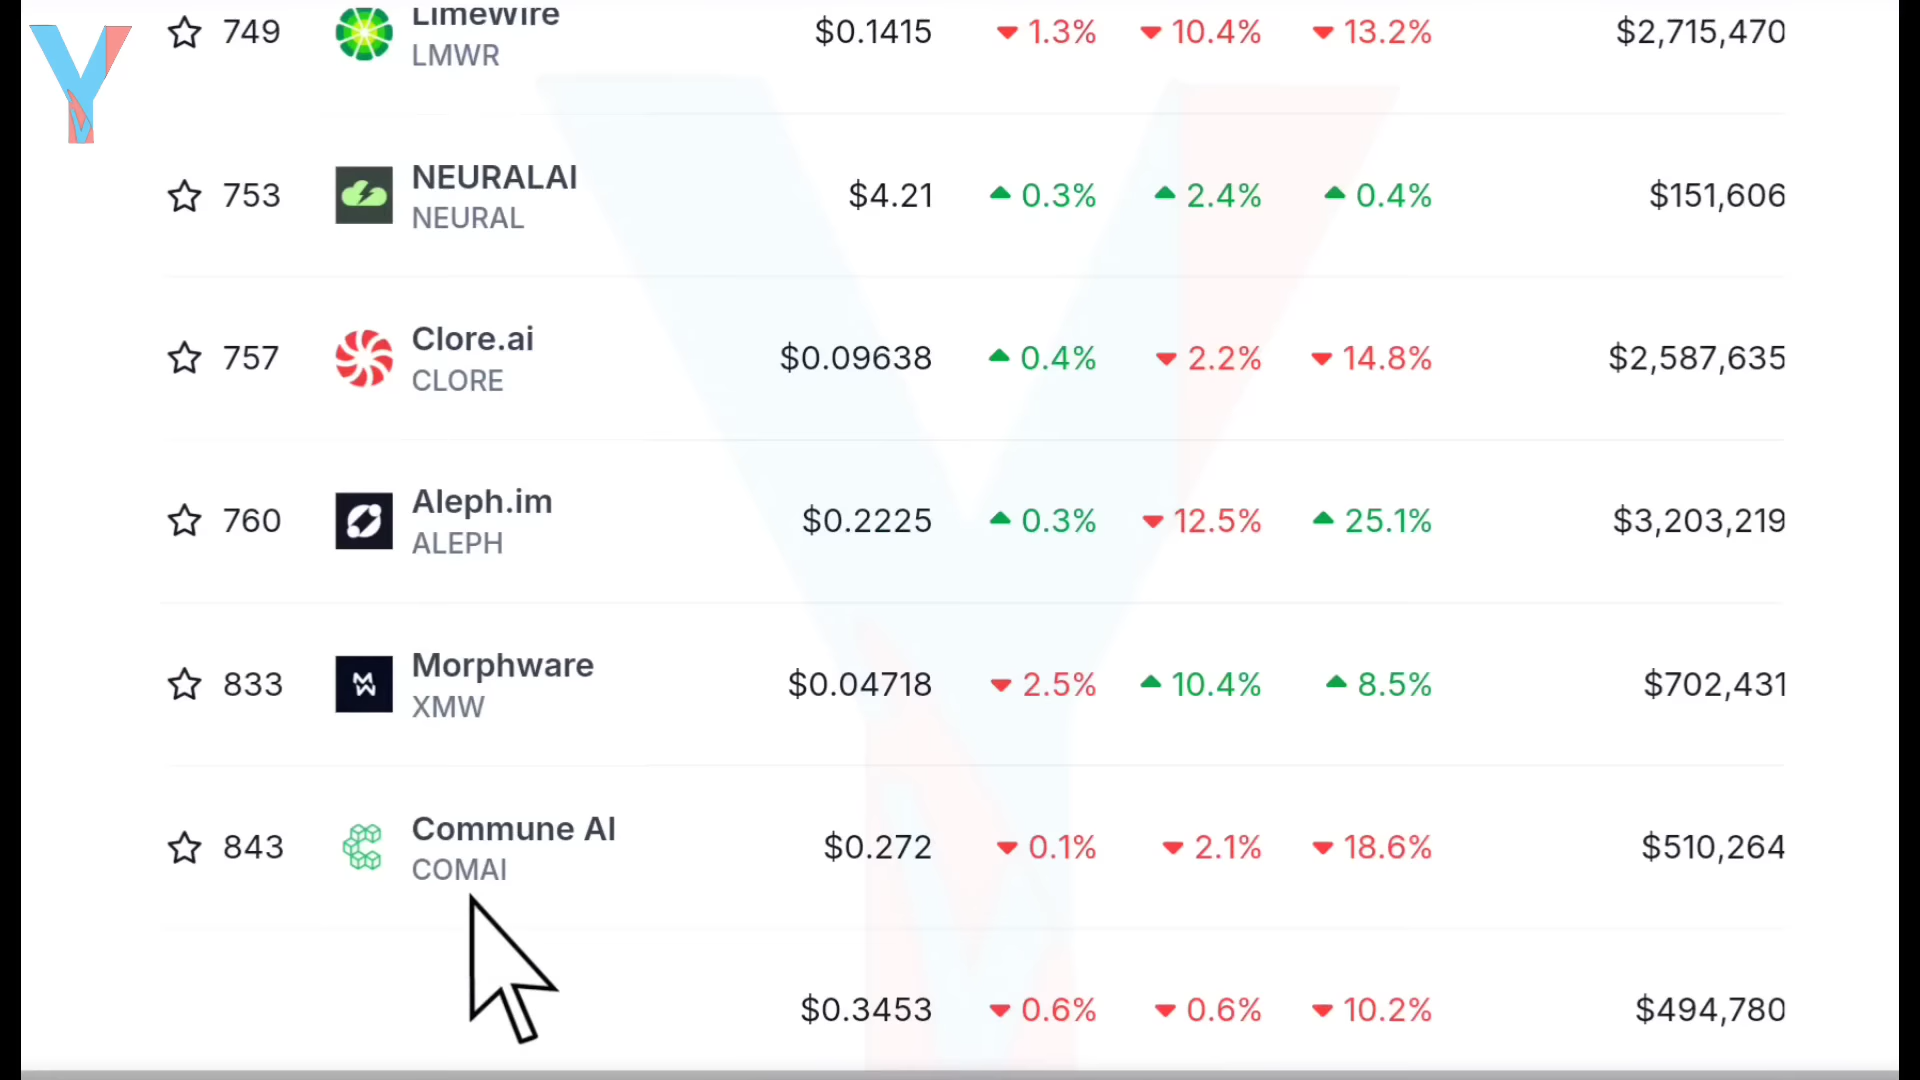 749 LimeWire $0.1415 1.3% 10.4% 13.2% $2,715,470
LMWR
753 NEURALAI $4.21 0.3% 2.4% 0.4% $151,606
NEURAL
757 Clore.ai $0.09638 0.4% 2.2% 14.8% $2,587,635
CLORE
760 Aleph.im $0.2225 0.3% 12.5% 25.1% $3,203,219
ALEPH
833 Morphware $0.04718 2.5% 10.4% 8.5% $702,431
XMW
843 Commune AI $0.272 0.1% 2.1% 18.6% $510,264
COMAI
$0.3453 0.6% 0.6% 10.2% $494,780